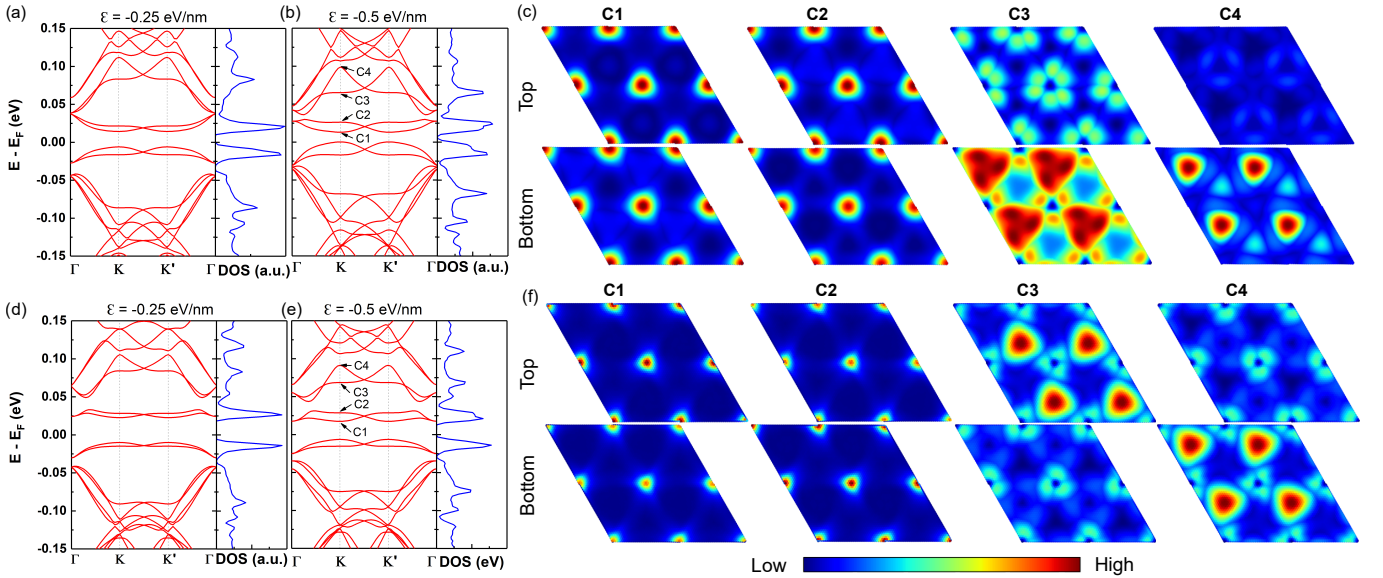 (a)
ℰ = -0.25 eV/nm
(b)
ℰ = -0.5 eV/nm
(c)
C1
C2
C3
C4
E - E_F (eV)
0.15
0.10
0.05
0.00
-0.05
-0.10
-0.15
C4
C3
C2
C1
Top
Bottom
Γ
K
K'
Γ
DOS (a.u.)
Γ
K
K'
Γ
DOS (a.u.)
(d)
ℰ = -0.25 eV/nm
(e)
ℰ = -0.5 eV/nm
(f)
C1
C2
C3
C4
E - E_F (eV)
0.15
0.10
0.05
0.00
-0.05
-0.10
-0.15
C4
C3
C2
C1
Top
Bottom
Γ
K
K'
Γ
DOS (a.u.)
Γ
K
K'
Γ
DOS (eV)
Low
High